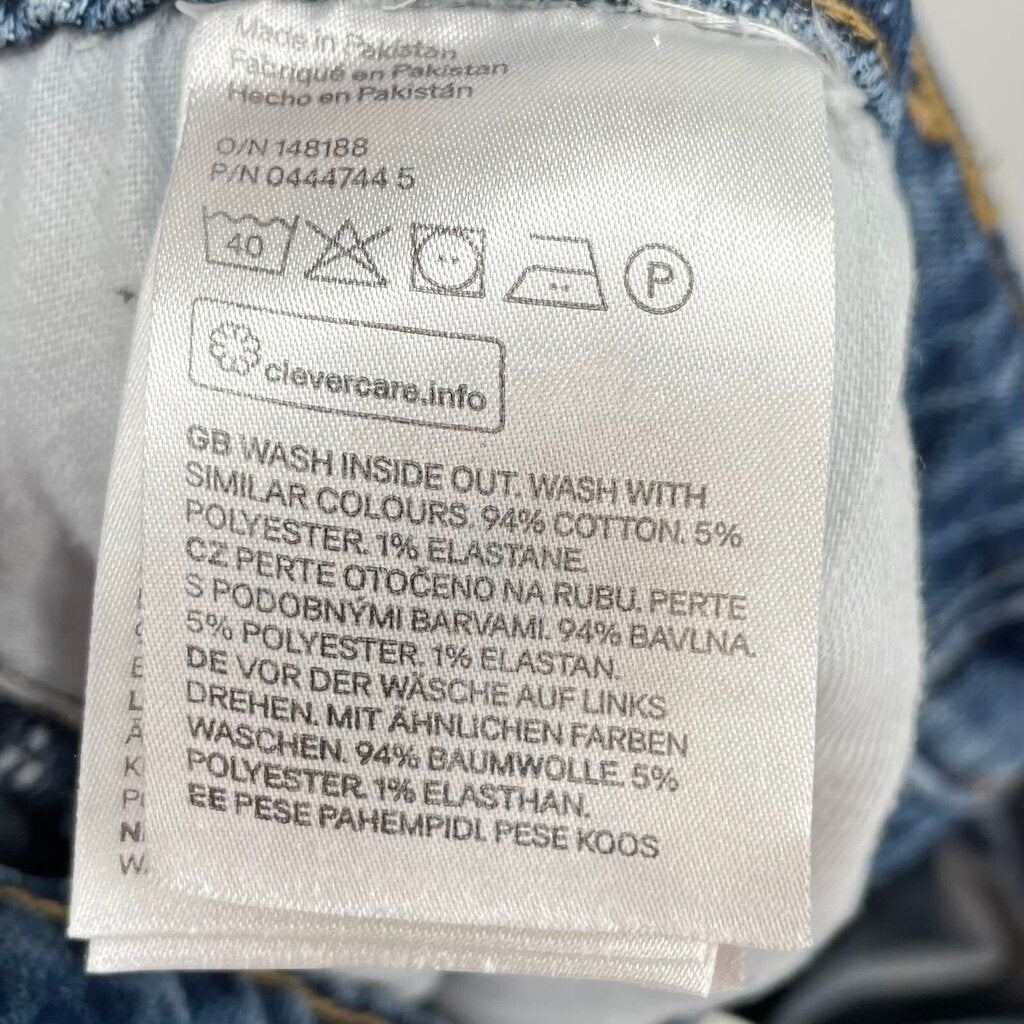 Made in Pakistan
Fabriqué en Pakistan
Hecho en Pakistán
O/N 148188
P/N 0444744 5
40
P
clevercare.info
GB WASH INSIDE OUT. WASH WITH
SIMILAR COLOURS. 94% COTTON. 5%
POLYESTER. 1% ELASTANE.
CZ PERTE OTOČENO NA RUBU. PERTE
S PODOBNÝMI BARVAMI. 94% BAVLNA.
5% POLYESTER. 1% ELASTAN.
DE VOR DER WÄSCHE AUF LINKS
DREHEN. MIT ÄHNLICHEN FARBEN
WASCHEN. 94% BAUMWOLLE. 5%
POLYESTER. 1% ELASTHAN.
EE PESE PAHEMPIDI. PESE KOOS